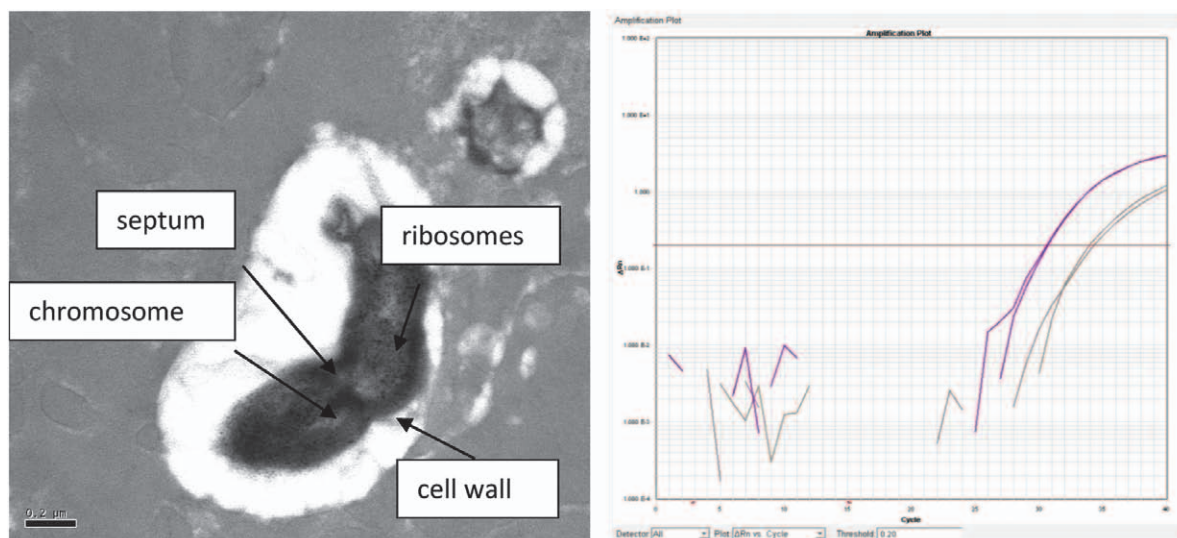 septum
ribosomes
chromosome
cell wall
0.2 µm
Amplification Plot
Amplification Plot
1.000 E+2
1.000 E+1
1.000
1.000 E-1
1.000 E-2
1.000 E-3
1.000 E-4
ΔRn
0 5 10 15 20 25 30 35 40
Cycle
Detector All Plot ΔRn vs. Cycle Threshold 0.20